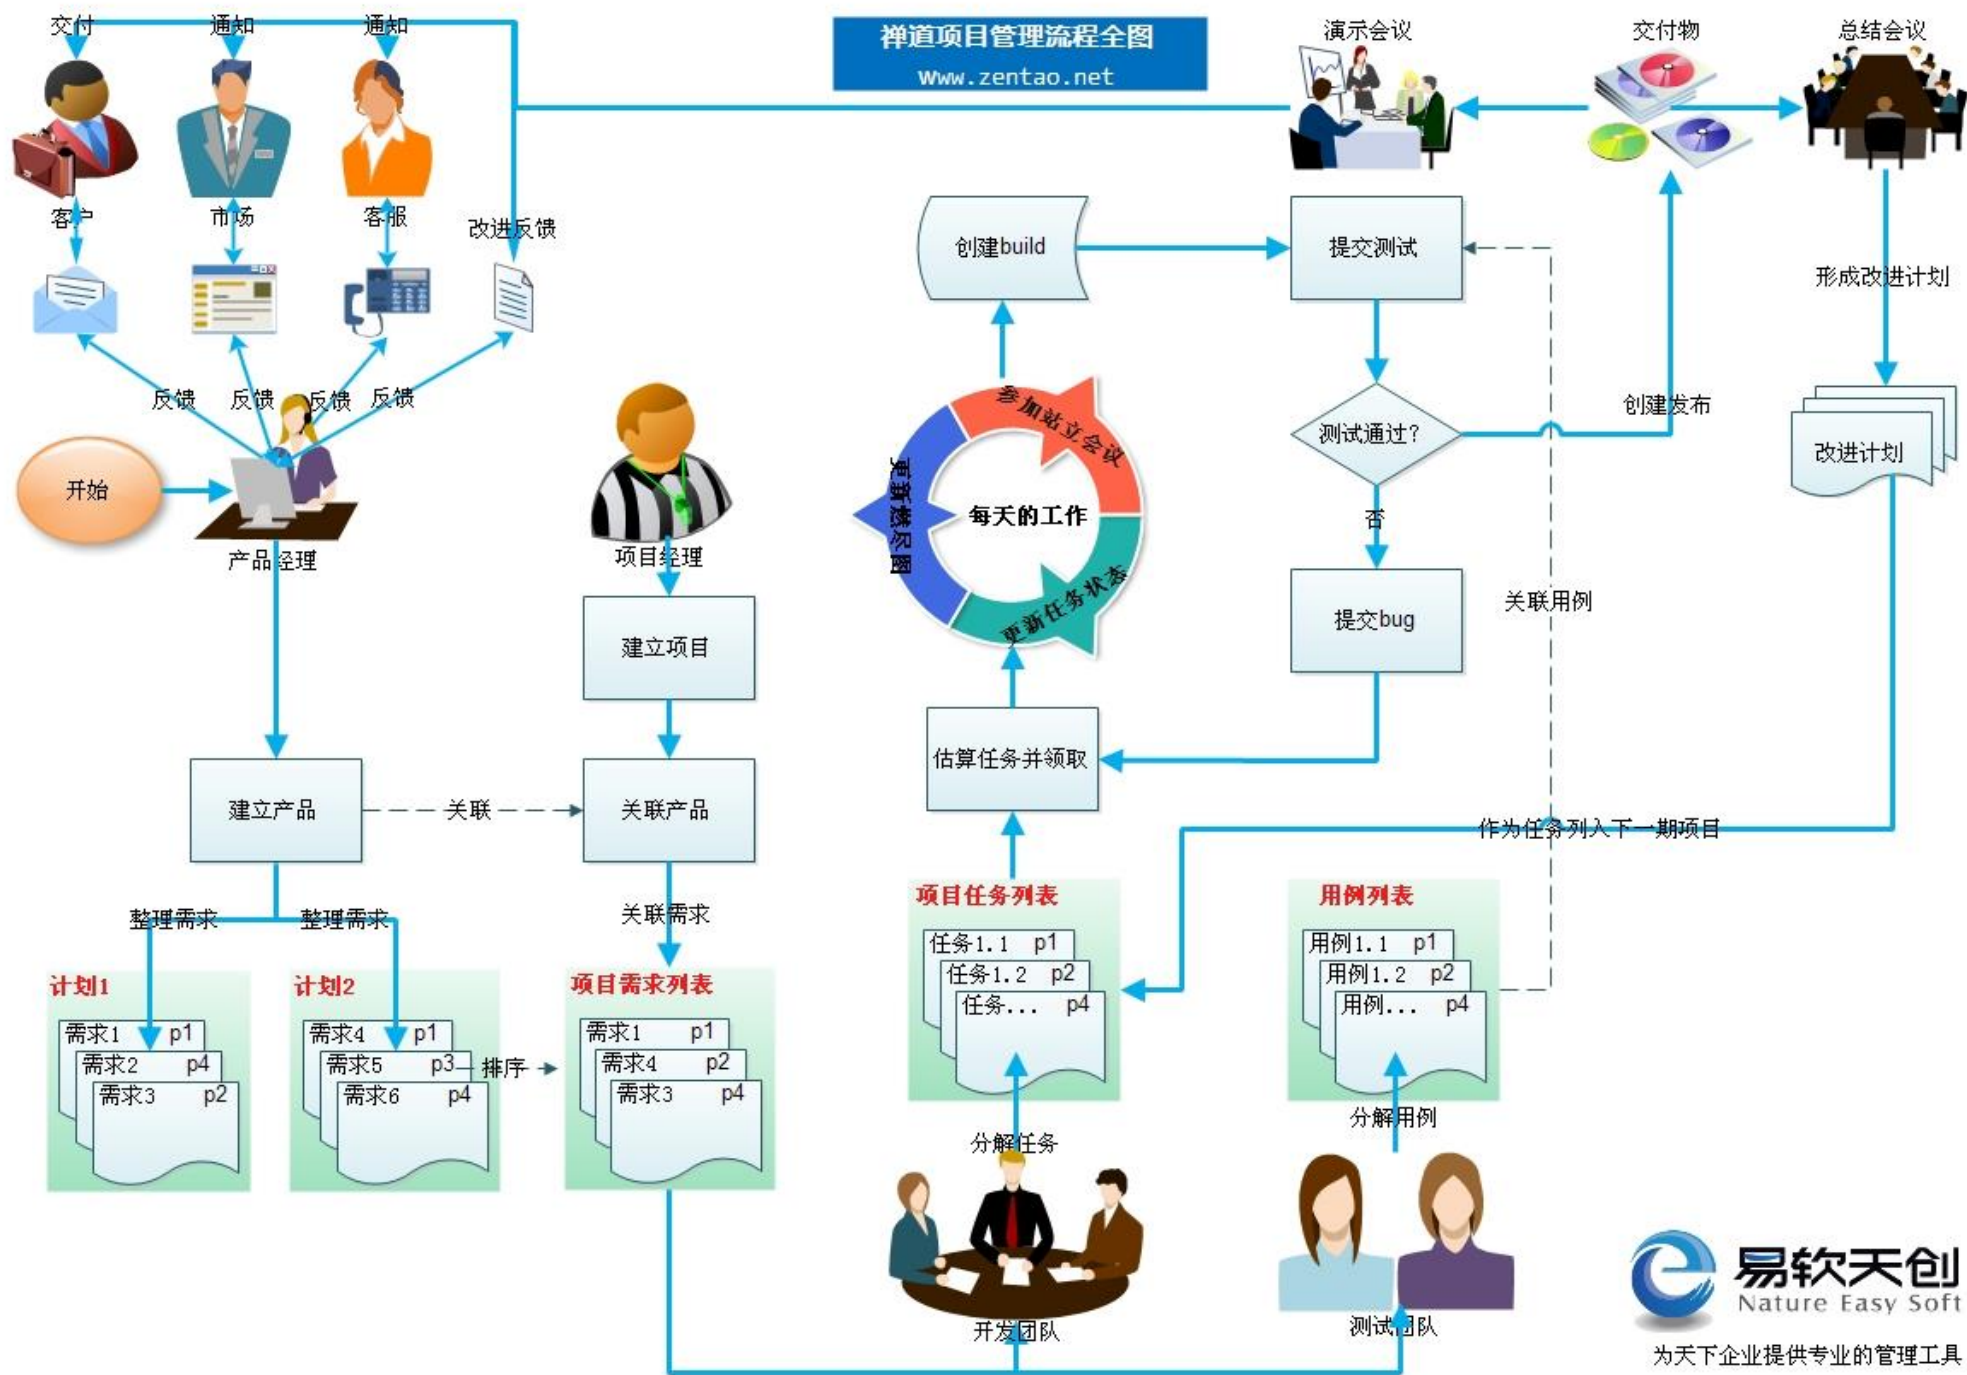 禅道项目管理流程全图
Www.zentao.net
交付
通知
通知
演示会议
交付物
总结会议
客户
市场
客服
改进反馈
创建build
提交测试
形成改进计划
反馈
反馈
反馈
反馈
参加站立会议
更新燃尽图
每天的工作
更新任务状态
测试通过?
创建发布
改进计划
开始
产品经理
项目经理
否
提交bug
关联用例
建立项目
估算任务并领取
建立产品
关联
关联产品
作为任务列入下一期项目
整理需求
整理需求
关联需求
项目任务列表
任务1.1 p1
任务1.2 p2
任务... p4
用例列表
用例1.1 p1
用例1.2 p2
用例... p4
计划1
需求1 p1
需求2 p4
需求3 p2
计划2
需求4 p1
需求5 p3
需求6 p4
排序
项目需求列表
需求1 p1
需求4 p2
需求3 p4
分解任务
分解用例
开发团队
测试团队
易软天创
Nature Easy Soft
为天下企业提供专业的管理工具